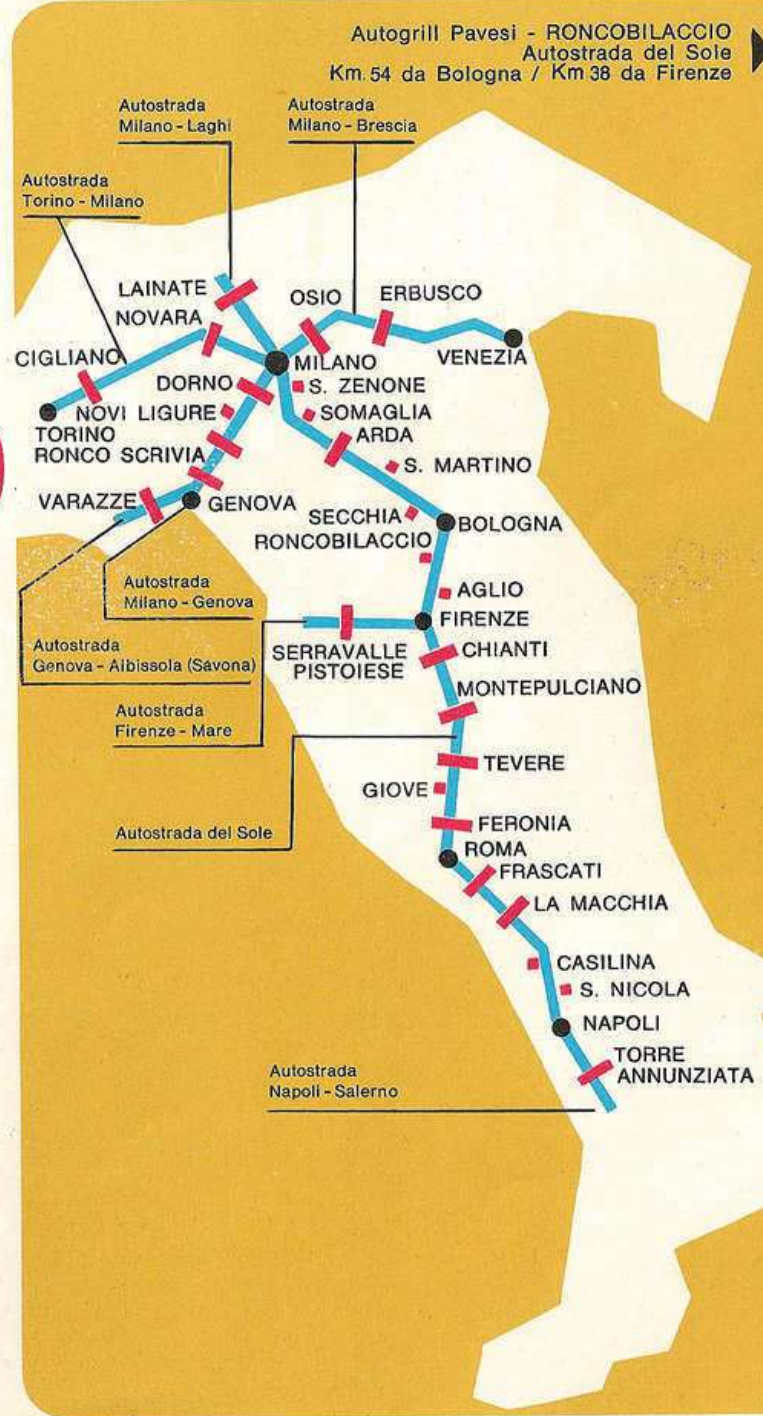 Autogrill Pavesi - RONCOBILACCIO
Autostrada del Sole
Km. 54 da Bologna / Km 38 da Firenze
Autostrada
Milano - Laghi
Autostrada
Milano - Brescia
Autostrada
Torino - Milano
LAINATE
NOVARA
OSIO
ERBUSCO
CIGLIANO
MILANO
VENEZIA
DORNO
S. ZENONE
NOVI LIGURE
SOMAGLIA
TORINO
ARDA
RONCO SCRIVIA
S. MARTINO
VARAZZE
GENOVA
SECCHIA
BOLOGNA
RONCOBILACCIO
Autostrada
Milano - Genova
AGLIO
FIRENZE
Autostrada
Genova - Albissola (Savona)
SERRAVALLE
PISTOIESE
CHIANTI
MONTEPULCIANO
Autostrada
Firenze - Mare
TEVERE
GIOVE
Autostrada del Sole
FERONIA
ROMA
FRASCATI
LA MACCHIA
CASILINA
S. NICOLA
NAPOLI
TORRE
ANNUNZIATA
Autostrada
Napoli - Salerno